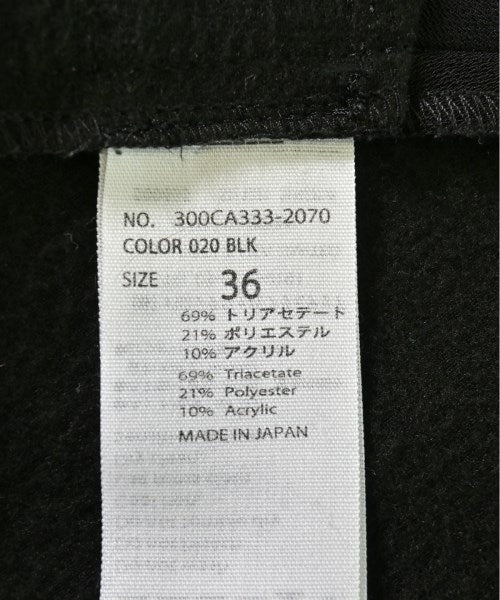 NO. 300CA333-2070
COLOR 020 BLK
SIZE 36
69% トリアセテート
21% ポリエステル
10% アクリル
69% Triacetate
21% Polyester
10% Acrylic
MADE IN JAPAN